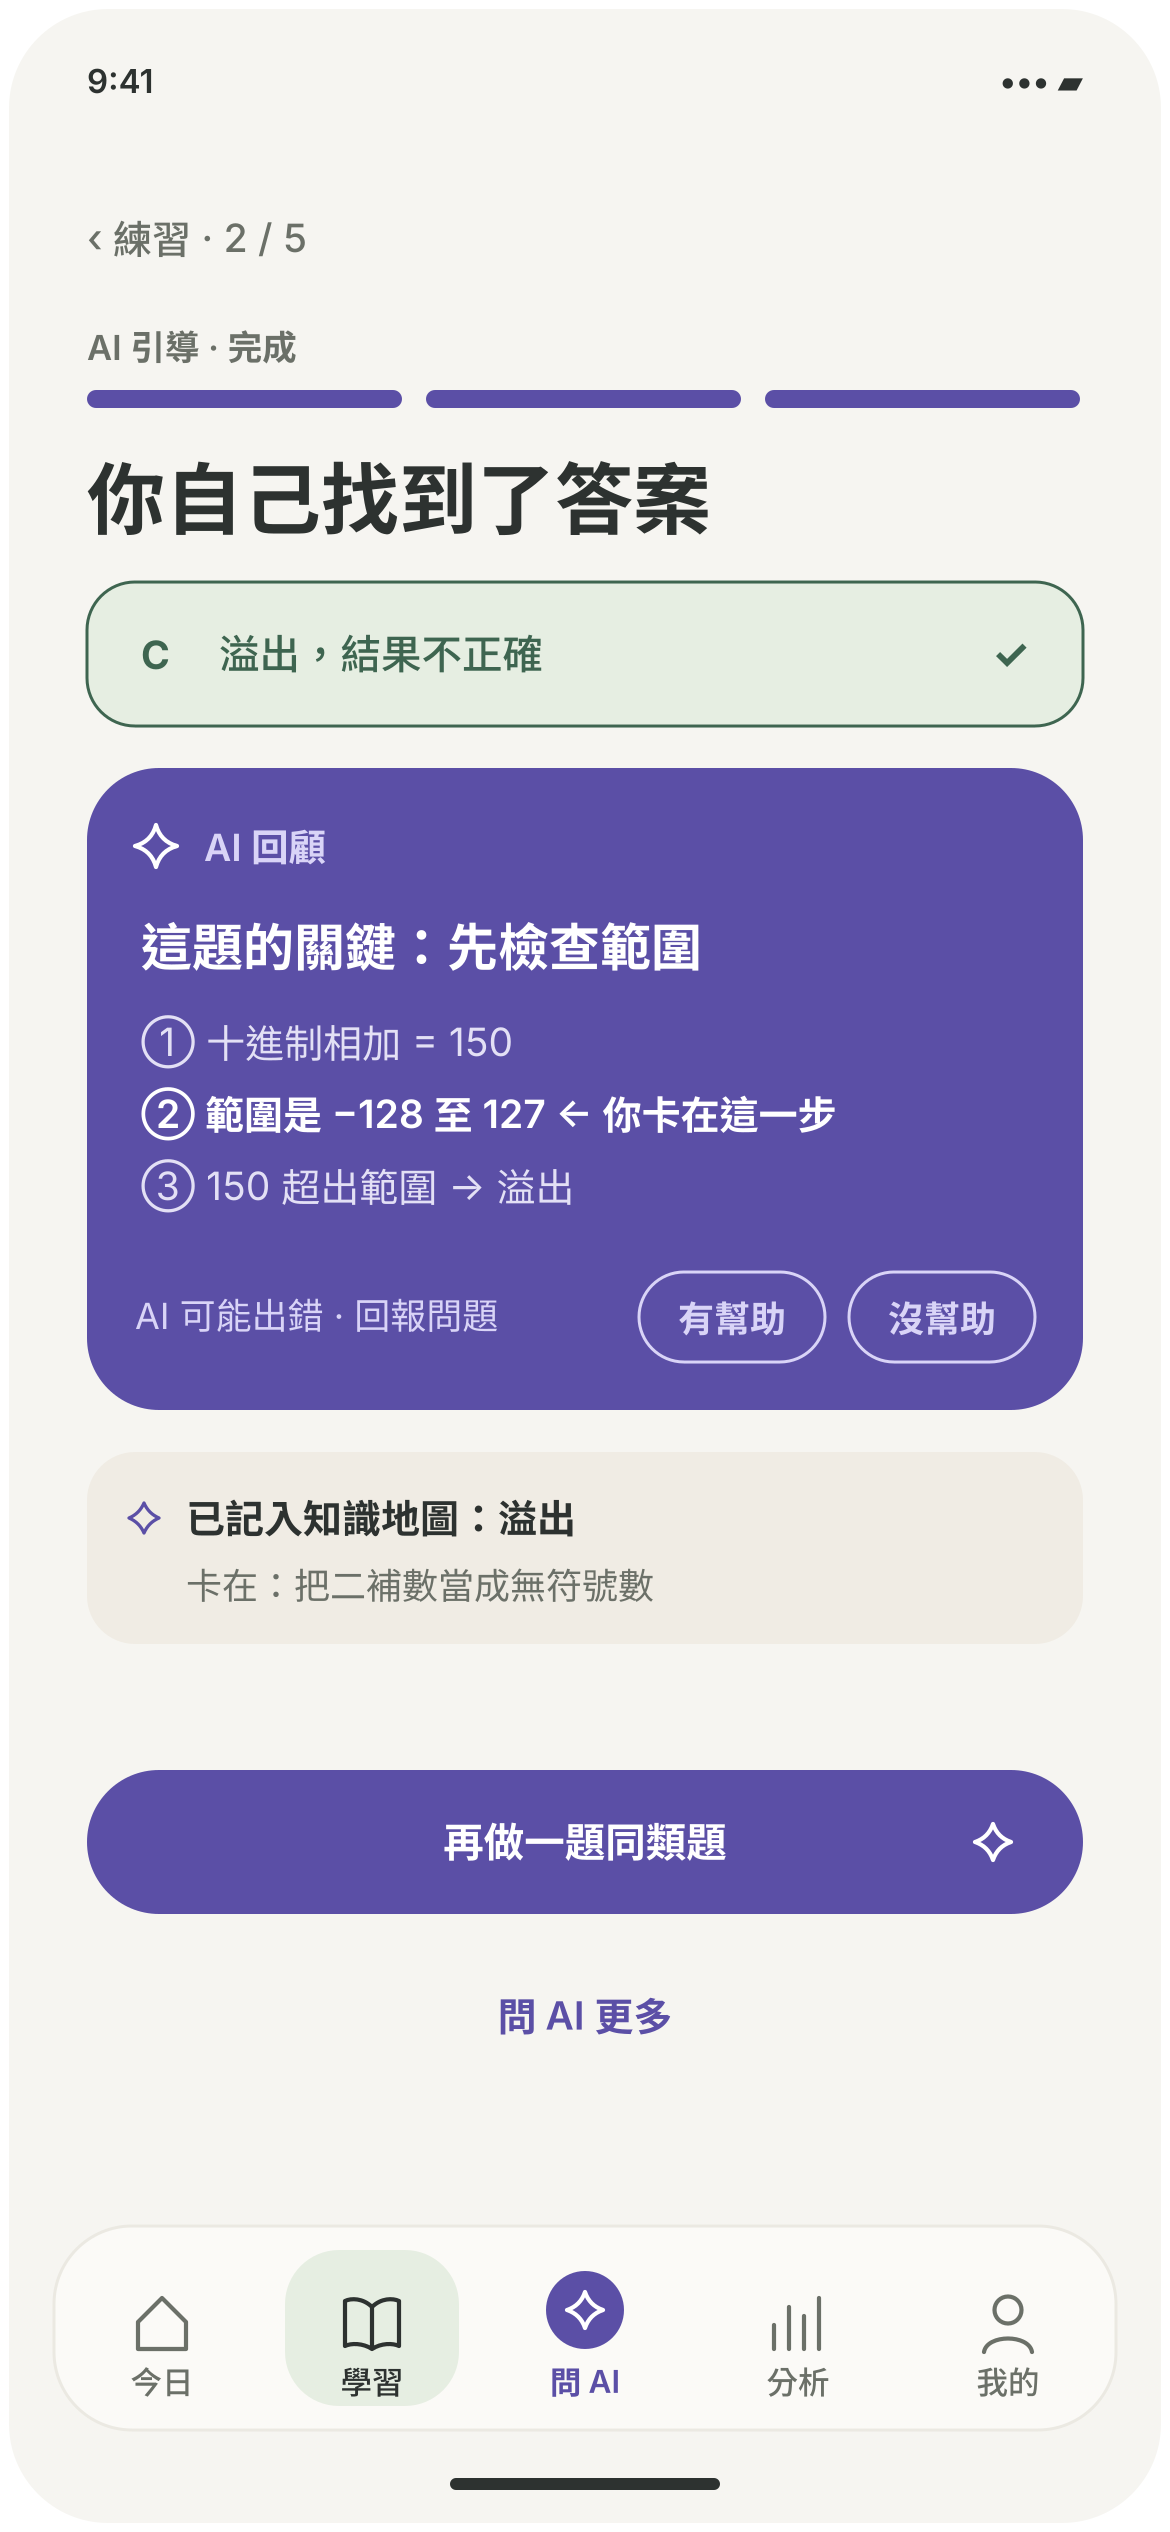 9:41
‹ 練習 · 2 / 5
AI 引導 · 完成
你自己找到了答案
C 溢出，結果不正確 ✓
AI 回顧
這題的關鍵：先檢查範圍
① 十進制相加 = 150
② 範圍是 −128 至 127 ← 你卡在這一步
③ 150 超出範圍 → 溢出
AI 可能出錯 · 回報問題
有幫助
沒幫助
已記入知識地圖：溢出
卡在：把二補數當成無符號數
再做一題同類題
問 AI 更多
今日
學習
問 AI
分析
我的